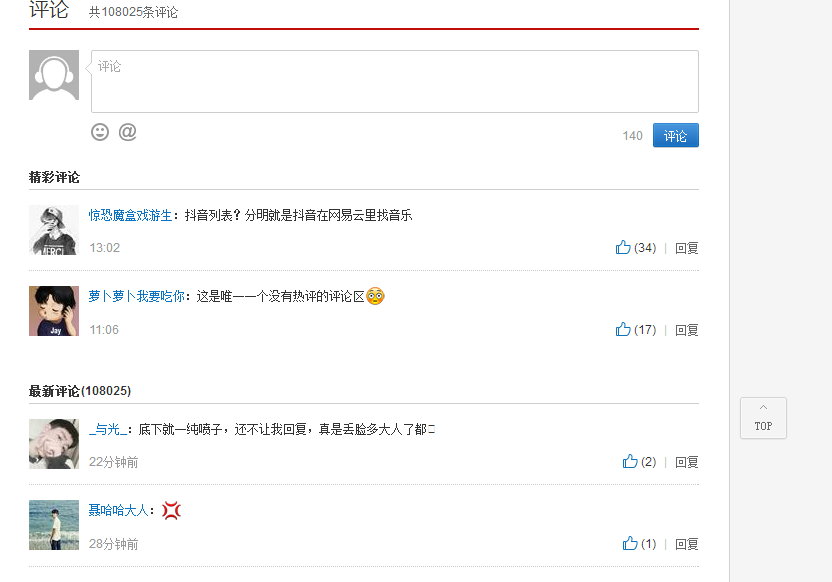 评论 共108025条评论
评论
140 评论
精彩评论
惊恐魔盒戏游生：抖音列表？分明就是抖音在网易云里找音乐
13:02 (34) | 回复
萝卜萝卜我要吃你：这是唯一一个没有热评的评论区
11:06 (17) | 回复
最新评论(108025)
_与光_：底下就一纯喷子，还不让我回复，真是丢脸多大人了都
22分钟前 (2) | 回复
聂哈哈大人：
28分钟前 (1) | 回复
TOP
MERCI
Jay